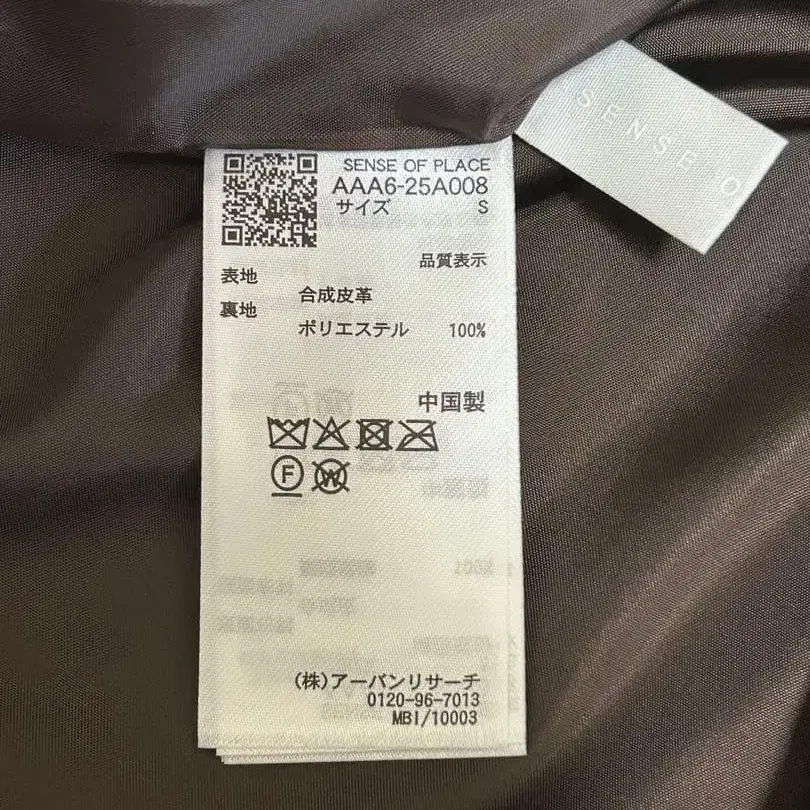 SENSE O
SENSE OF PLACE
AAA6-25A008
サイズ S
品質表示
表地
合成皮革
裏地
ポリエステル 100%
中国製
F
W
(株)アーバンリサーチ
0120-96-7013
MBI/10003